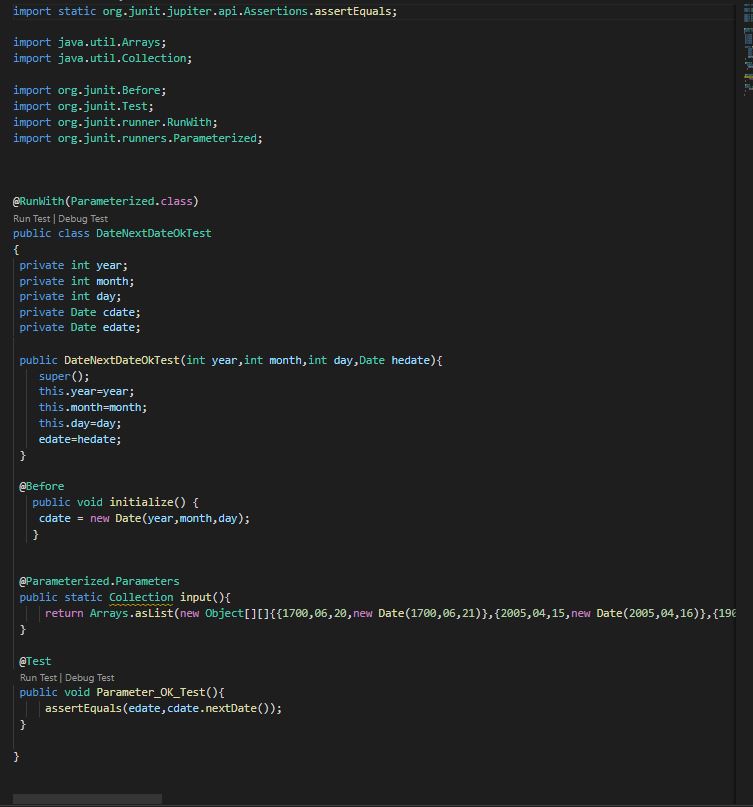 import static org.junit.jupiter.api.Assertions.assertEquals;
import java.util.Arrays;
import java.util.Collection;
import org.junit.Before;
import org.junit.Test;
import org.junit.runner.RunWith;
import org.junit.runners.Parameterized;
@RunWith(Parameterized.class)
Run Test | Debug Test
public class DateNextDateOkTest
{
private int year;
private int month;
private int day;
private Date cdate;
private Date edate;
public DateNextDateOkTest(int year,int month,int day,Date hedate){
super();
this.year=year;
this.month=month;
this.day=day;
edate=hedate;
}
@Before
public void initialize() {
cdate = new Date(year,month,day);
}
@Parameterized.Parameters
public static Collection input(){
return Arrays.asList(new Object[][]{{1700,06,20,new Date(1700,06,21)},{2005,04,15,new Date(2005,04,16)},{190
}
@Test
Run Test | Debug Test
public void Parameter_OK_Test(){
assertEquals(edate,cdate.nextDate());
}
}